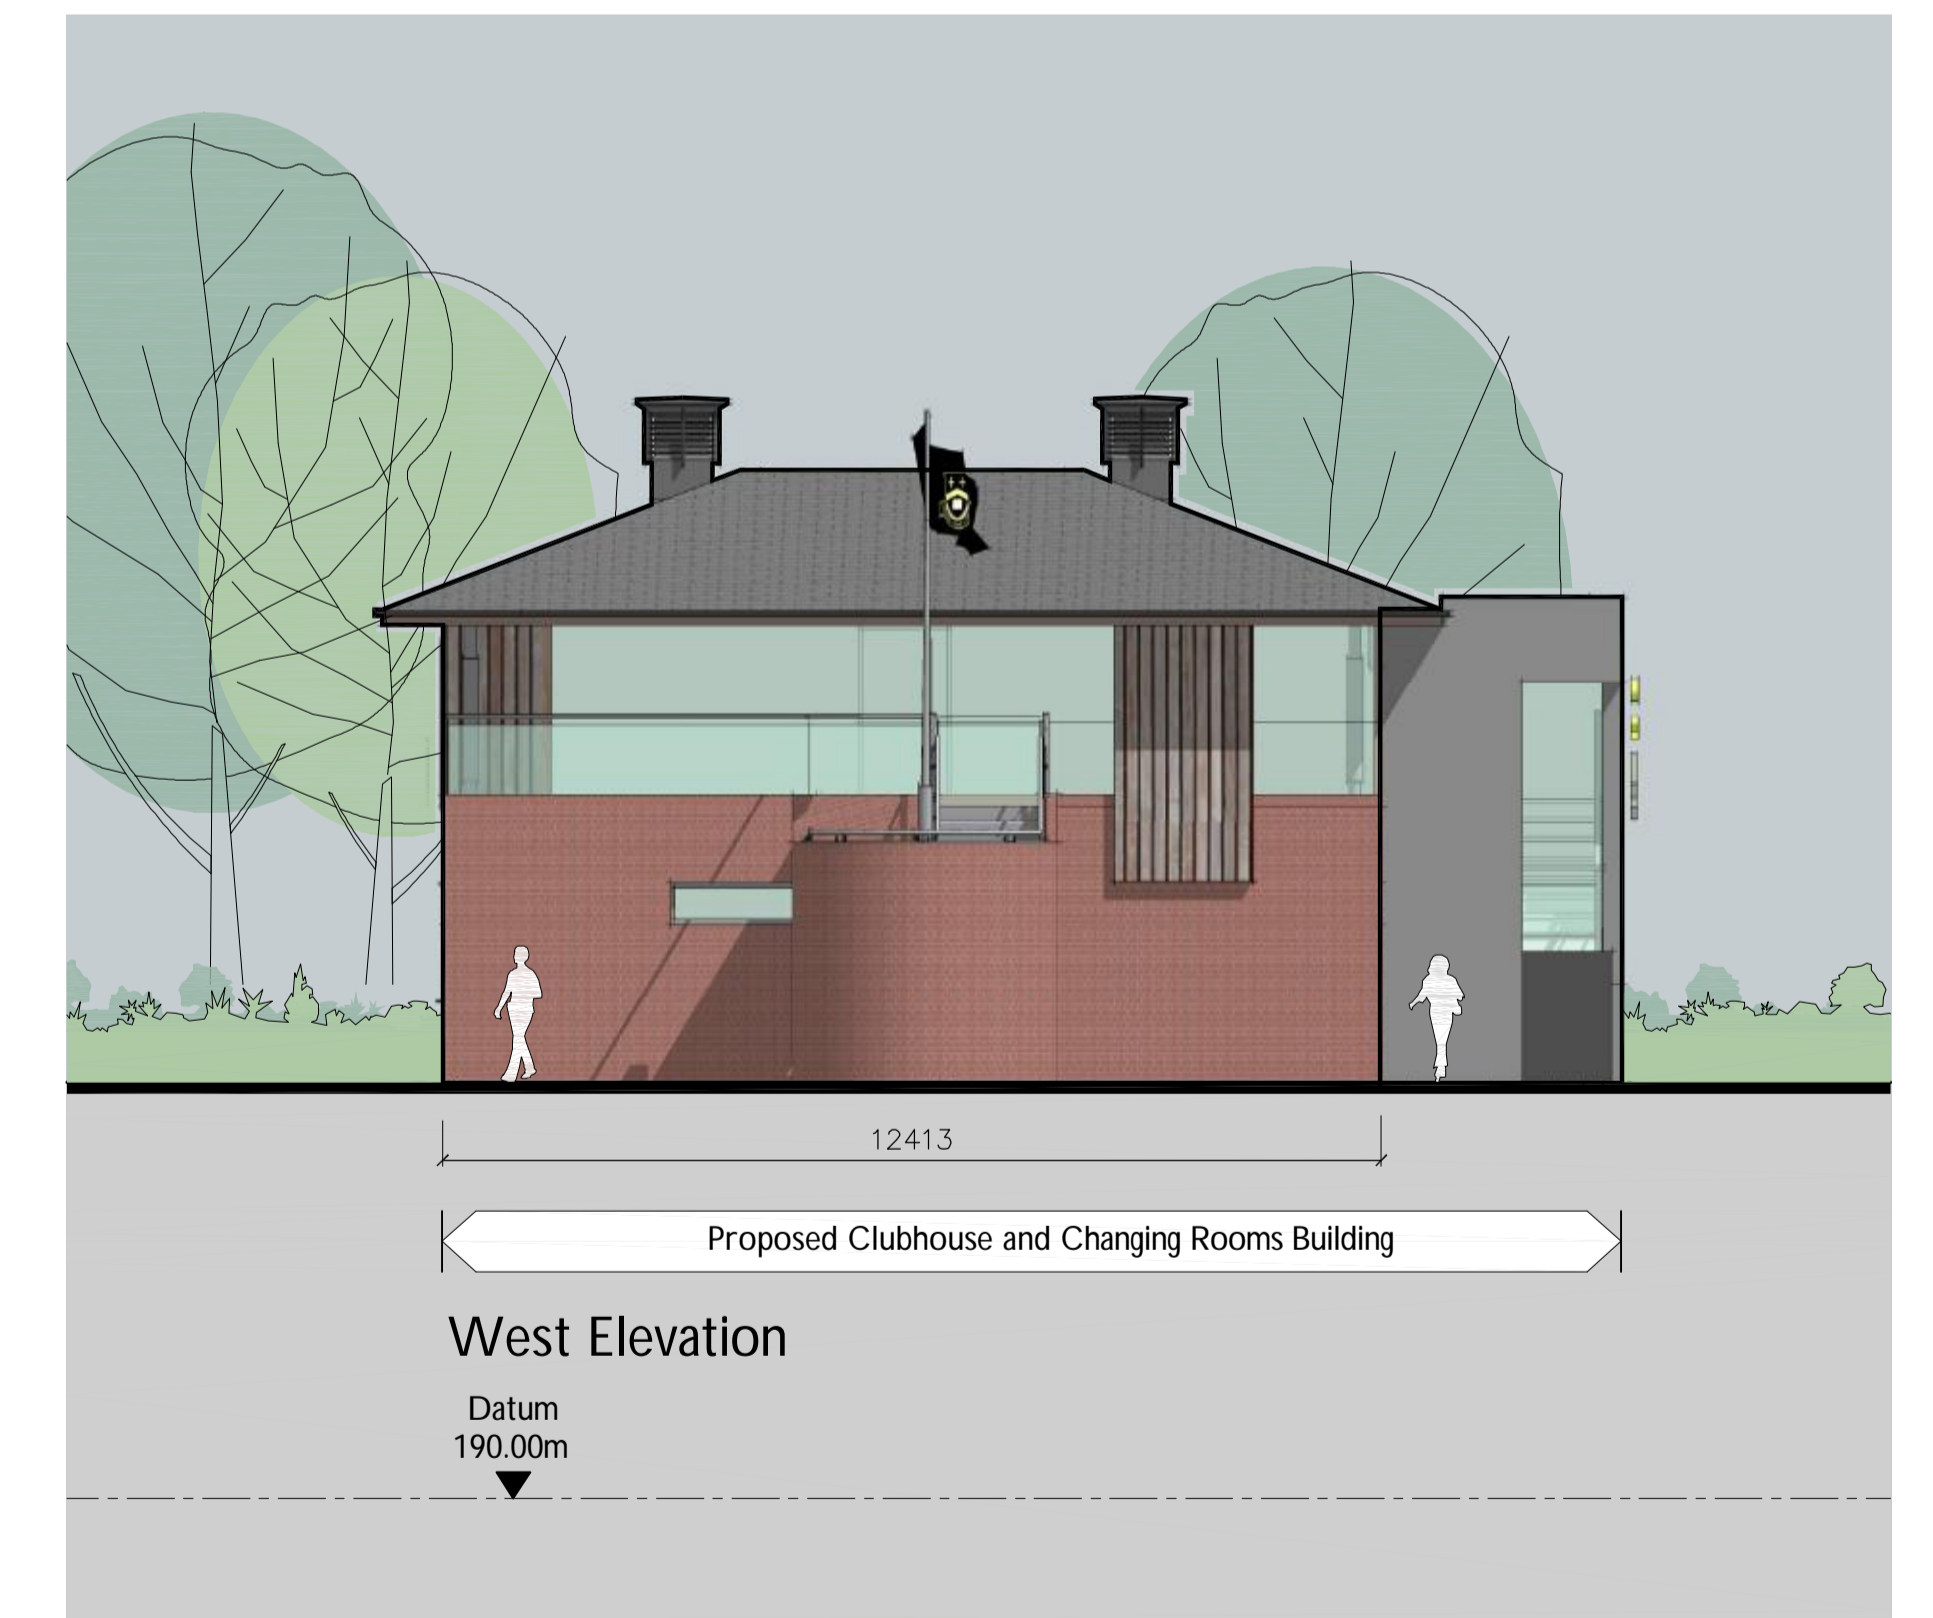 12413
Proposed Clubhouse and Changing Rooms Building
West Elevation
Datum
190.00m